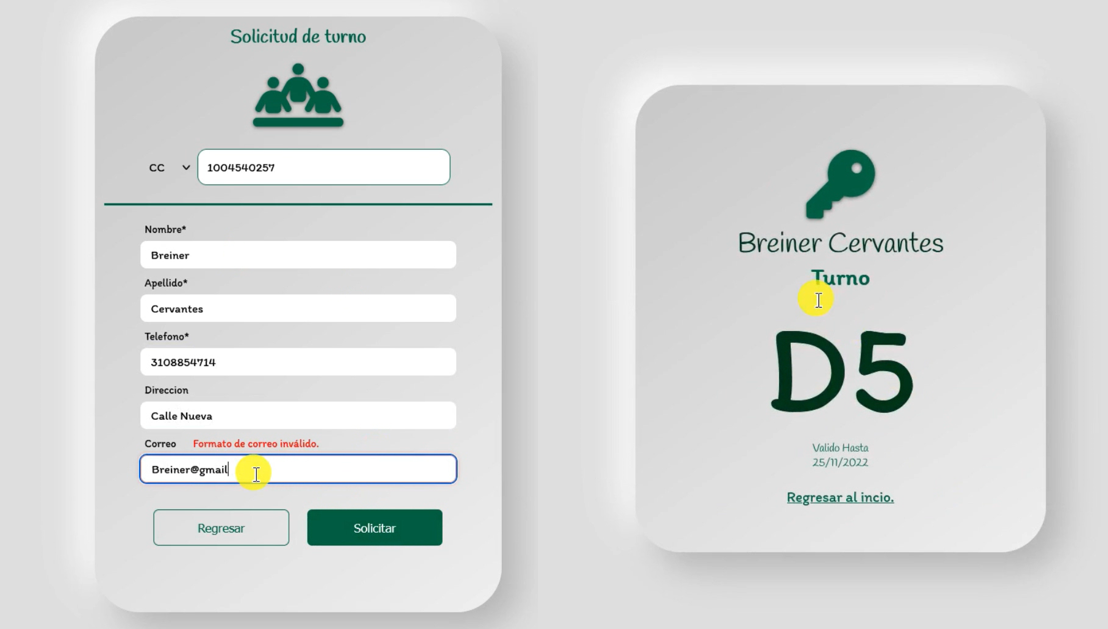 Solicitud de turno
CC 1004540257
Nombre*
Breiner
Apellido*
Cervantes
Telefono*
3108854714
Direccion
Calle Nueva
Correo Formato de correo inválido.
Breiner@gmail
Regresar Solicitar
Breiner Cervantes
Turno
D5
Valido Hasta
25/11/2022
Regresar al incio.